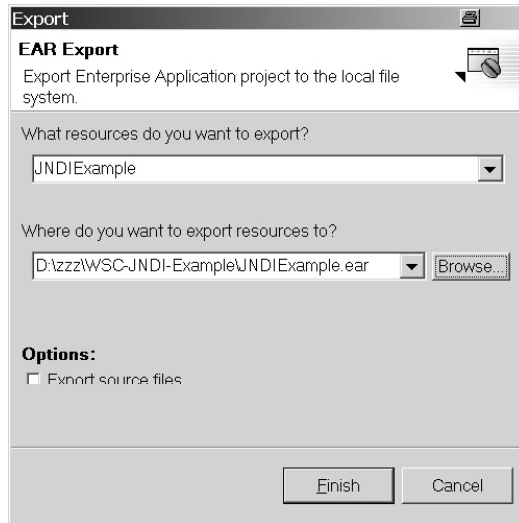 Export
EAR Export
Export Enterprise Application project to the local file
system.
What resources do you want to export?
JNDIExample
Where do you want to export resources to?
D:\zzz\WSC-JNDI-Example\JNDIExample.ear
Browse...
Options:
Export source files
Finish
Cancel